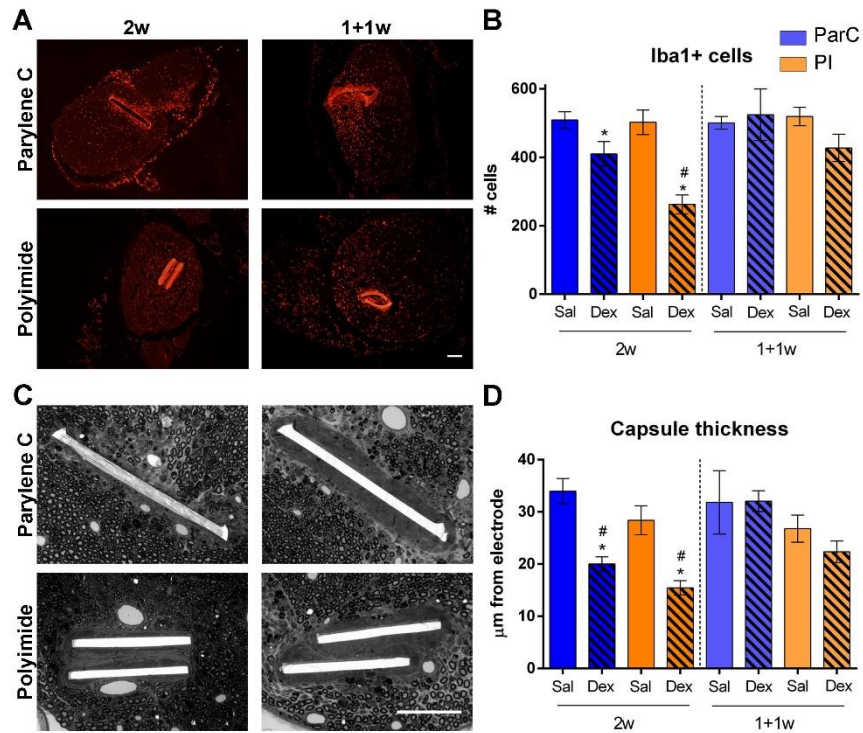 A
2w
1+1w
Parylene C
Polyimide
B
Iba1+ cells
ParC
PI
# cells
600
400
200
0
*
#
*
Sal
Dex
Sal
Dex
Sal
Dex
Sal
Dex
2w
1+1w
C
Parylene C
Polyimide
D
Capsule thickness
μm from electrode
40
30
20
10
0
#
*
#
*
Sal
Dex
Sal
Dex
Sal
Dex
Sal
Dex
2w
1+1w